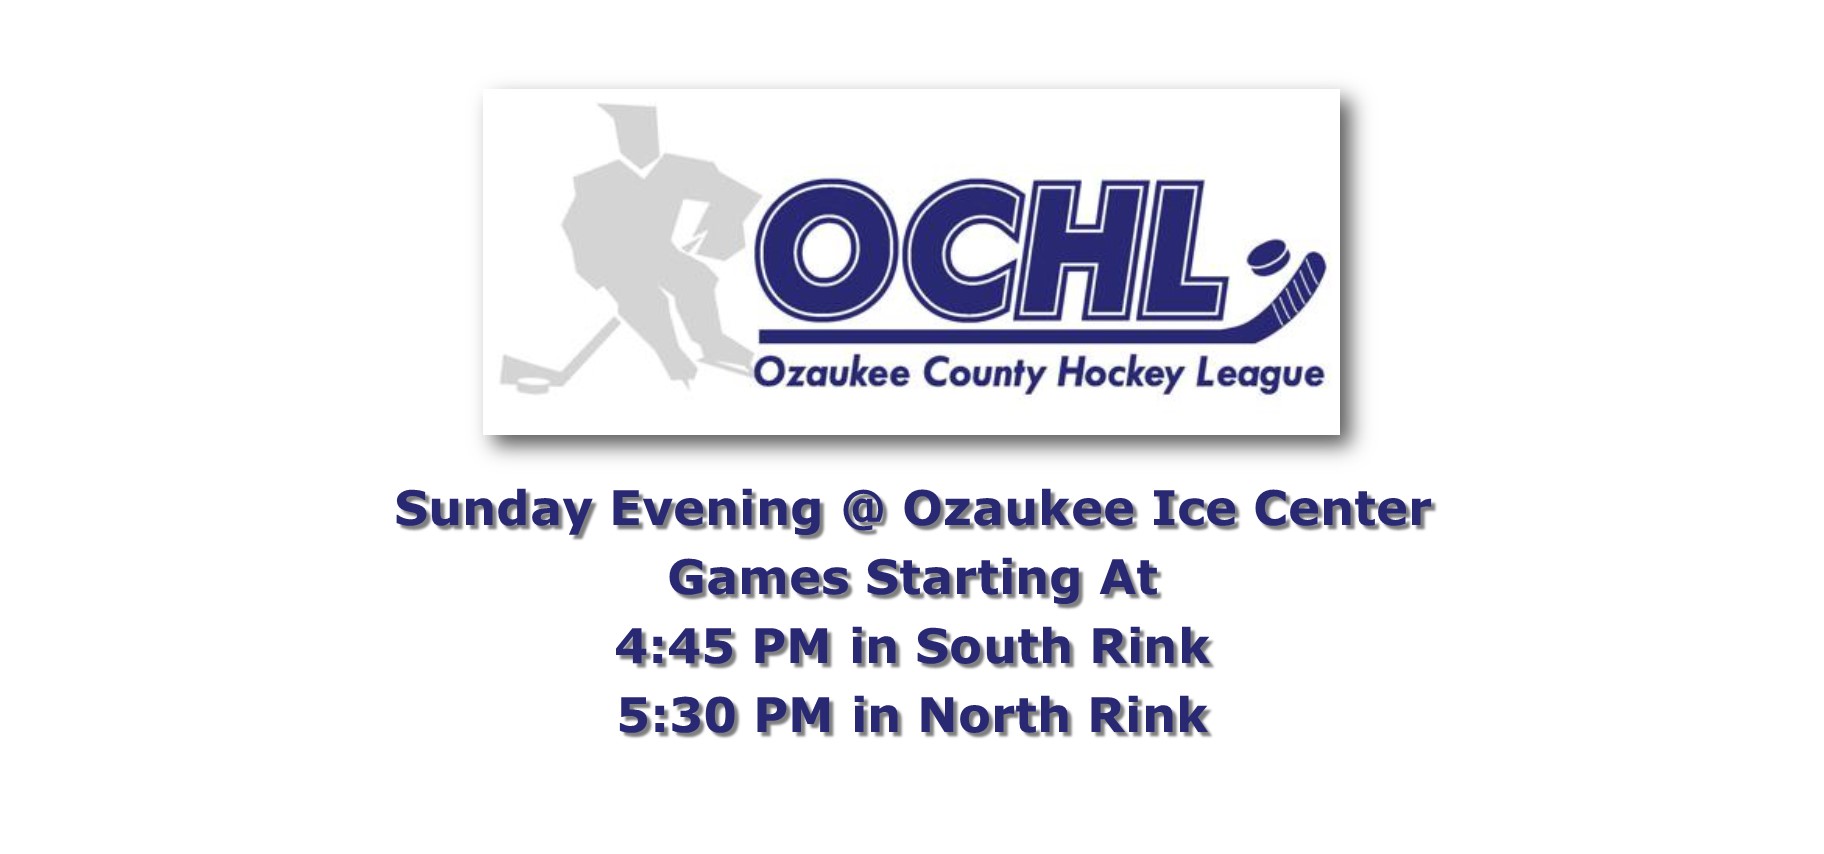 OCHL
Ozaukee County Hockey League
Sunday Evening @ Ozaukee Ice Center
Games Starting At
4:45 PM in South Rink
5:30 PM in North Rink